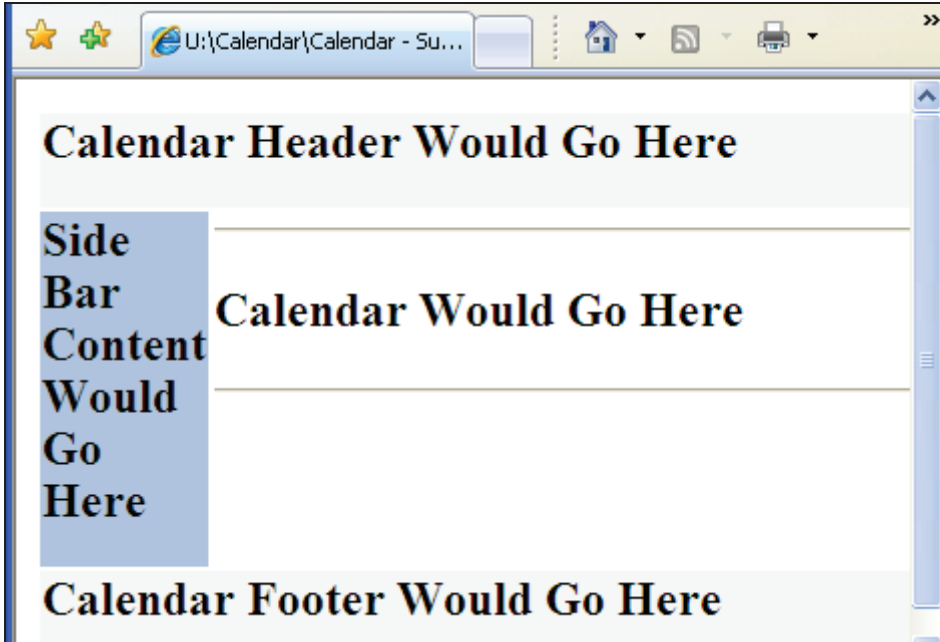 U:\Calendar\Calendar - Su...
»
Calendar Header Would Go Here
Side
Bar
Content
Would
Go
Here
Calendar Would Go Here
Calendar Footer Would Go Here